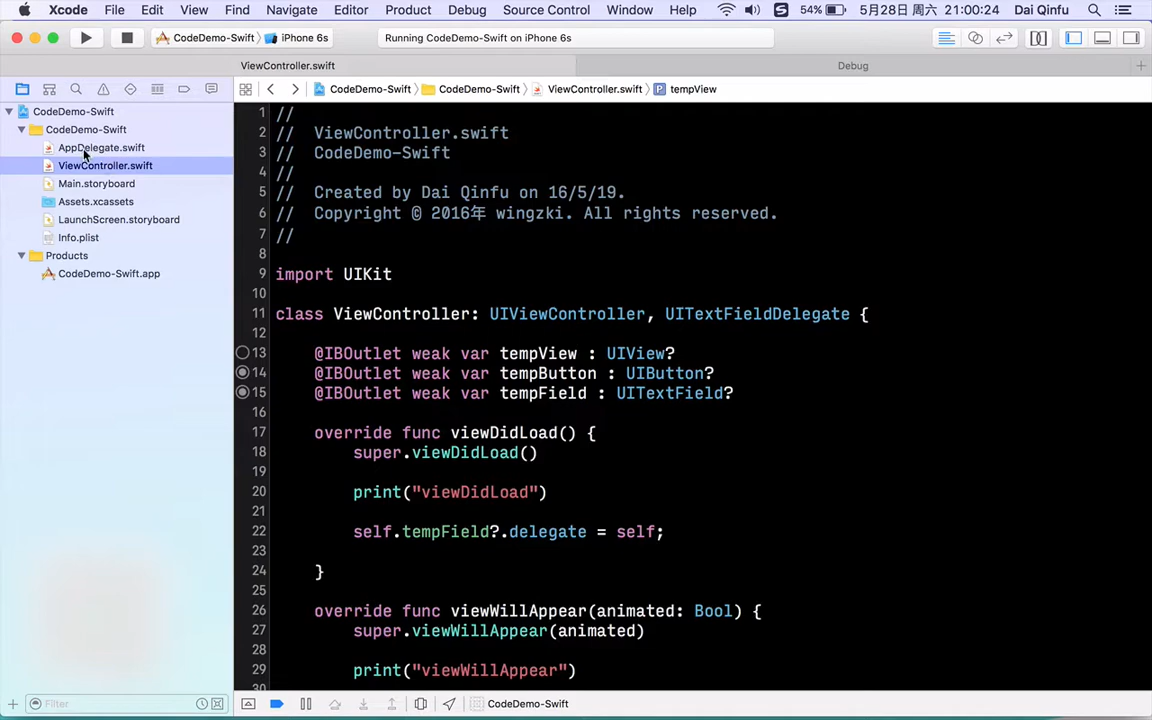 Xcode File Edit View Find Navigate Editor Product Debug Source Control Window Help 54% 5月28日 周六 21:00:24 Dai Qinfu
CodeDemo-Swift iPhone 6s Running CodeDemo-Swift on iPhone 6s
ViewController.swift Debug
CodeDemo-Swift CodeDemo-Swift ViewController.swift P tempView
CodeDemo-Swift
CodeDemo-Swift
AppDelegate.swift
ViewController.swift
Main.storyboard
Assets.xcassets
LaunchScreen.storyboard
Info.plist
Products
CodeDemo-Swift.app
Filter
1 //
2 // ViewController.swift
3 // CodeDemo-Swift
4 //
5 // Created by Dai Qinfu on 16/5/19.
6 // Copyright © 2016年 wingzki. All rights reserved.
7 //
8
9 import UIKit
10
11 class ViewController: UIViewController, UITextFieldDelegate {
12
13 @IBOutlet weak var tempView : UIView?
14 @IBOutlet weak var tempButton : UIButton?
15 @IBOutlet weak var tempField : UITextField?
16
17 override func viewDidLoad() {
18 super.viewDidLoad()
19
20 print("viewDidLoad")
21
22 self.tempField?.delegate = self;
23
24 }
25
26 override func viewWillAppear(animated: Bool) {
27 super.viewWillAppear(animated)
28
29 print("viewWillAppear")
30
CodeDemo-Swift